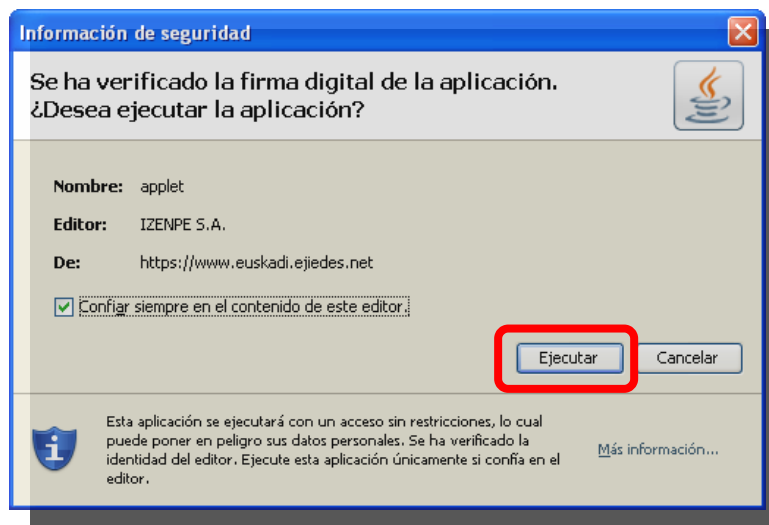 Información de seguridad
Se ha verificado la firma digital de la aplicación.
¿Desea ejecutar la aplicación?
Nombre: applet
Editor: IZENPE S.A.
De: https://www.euskadi.ejiedes.net
Confiar siempre en el contenido de este editor.
Ejecutar Cancelar
Esta aplicación se ejecutará con un acceso sin restricciones, lo cual
puede poner en peligro sus datos personales. Se ha verificado la
identidad del editor. Ejecute esta aplicación únicamente si confía en el
editor.
Más información...